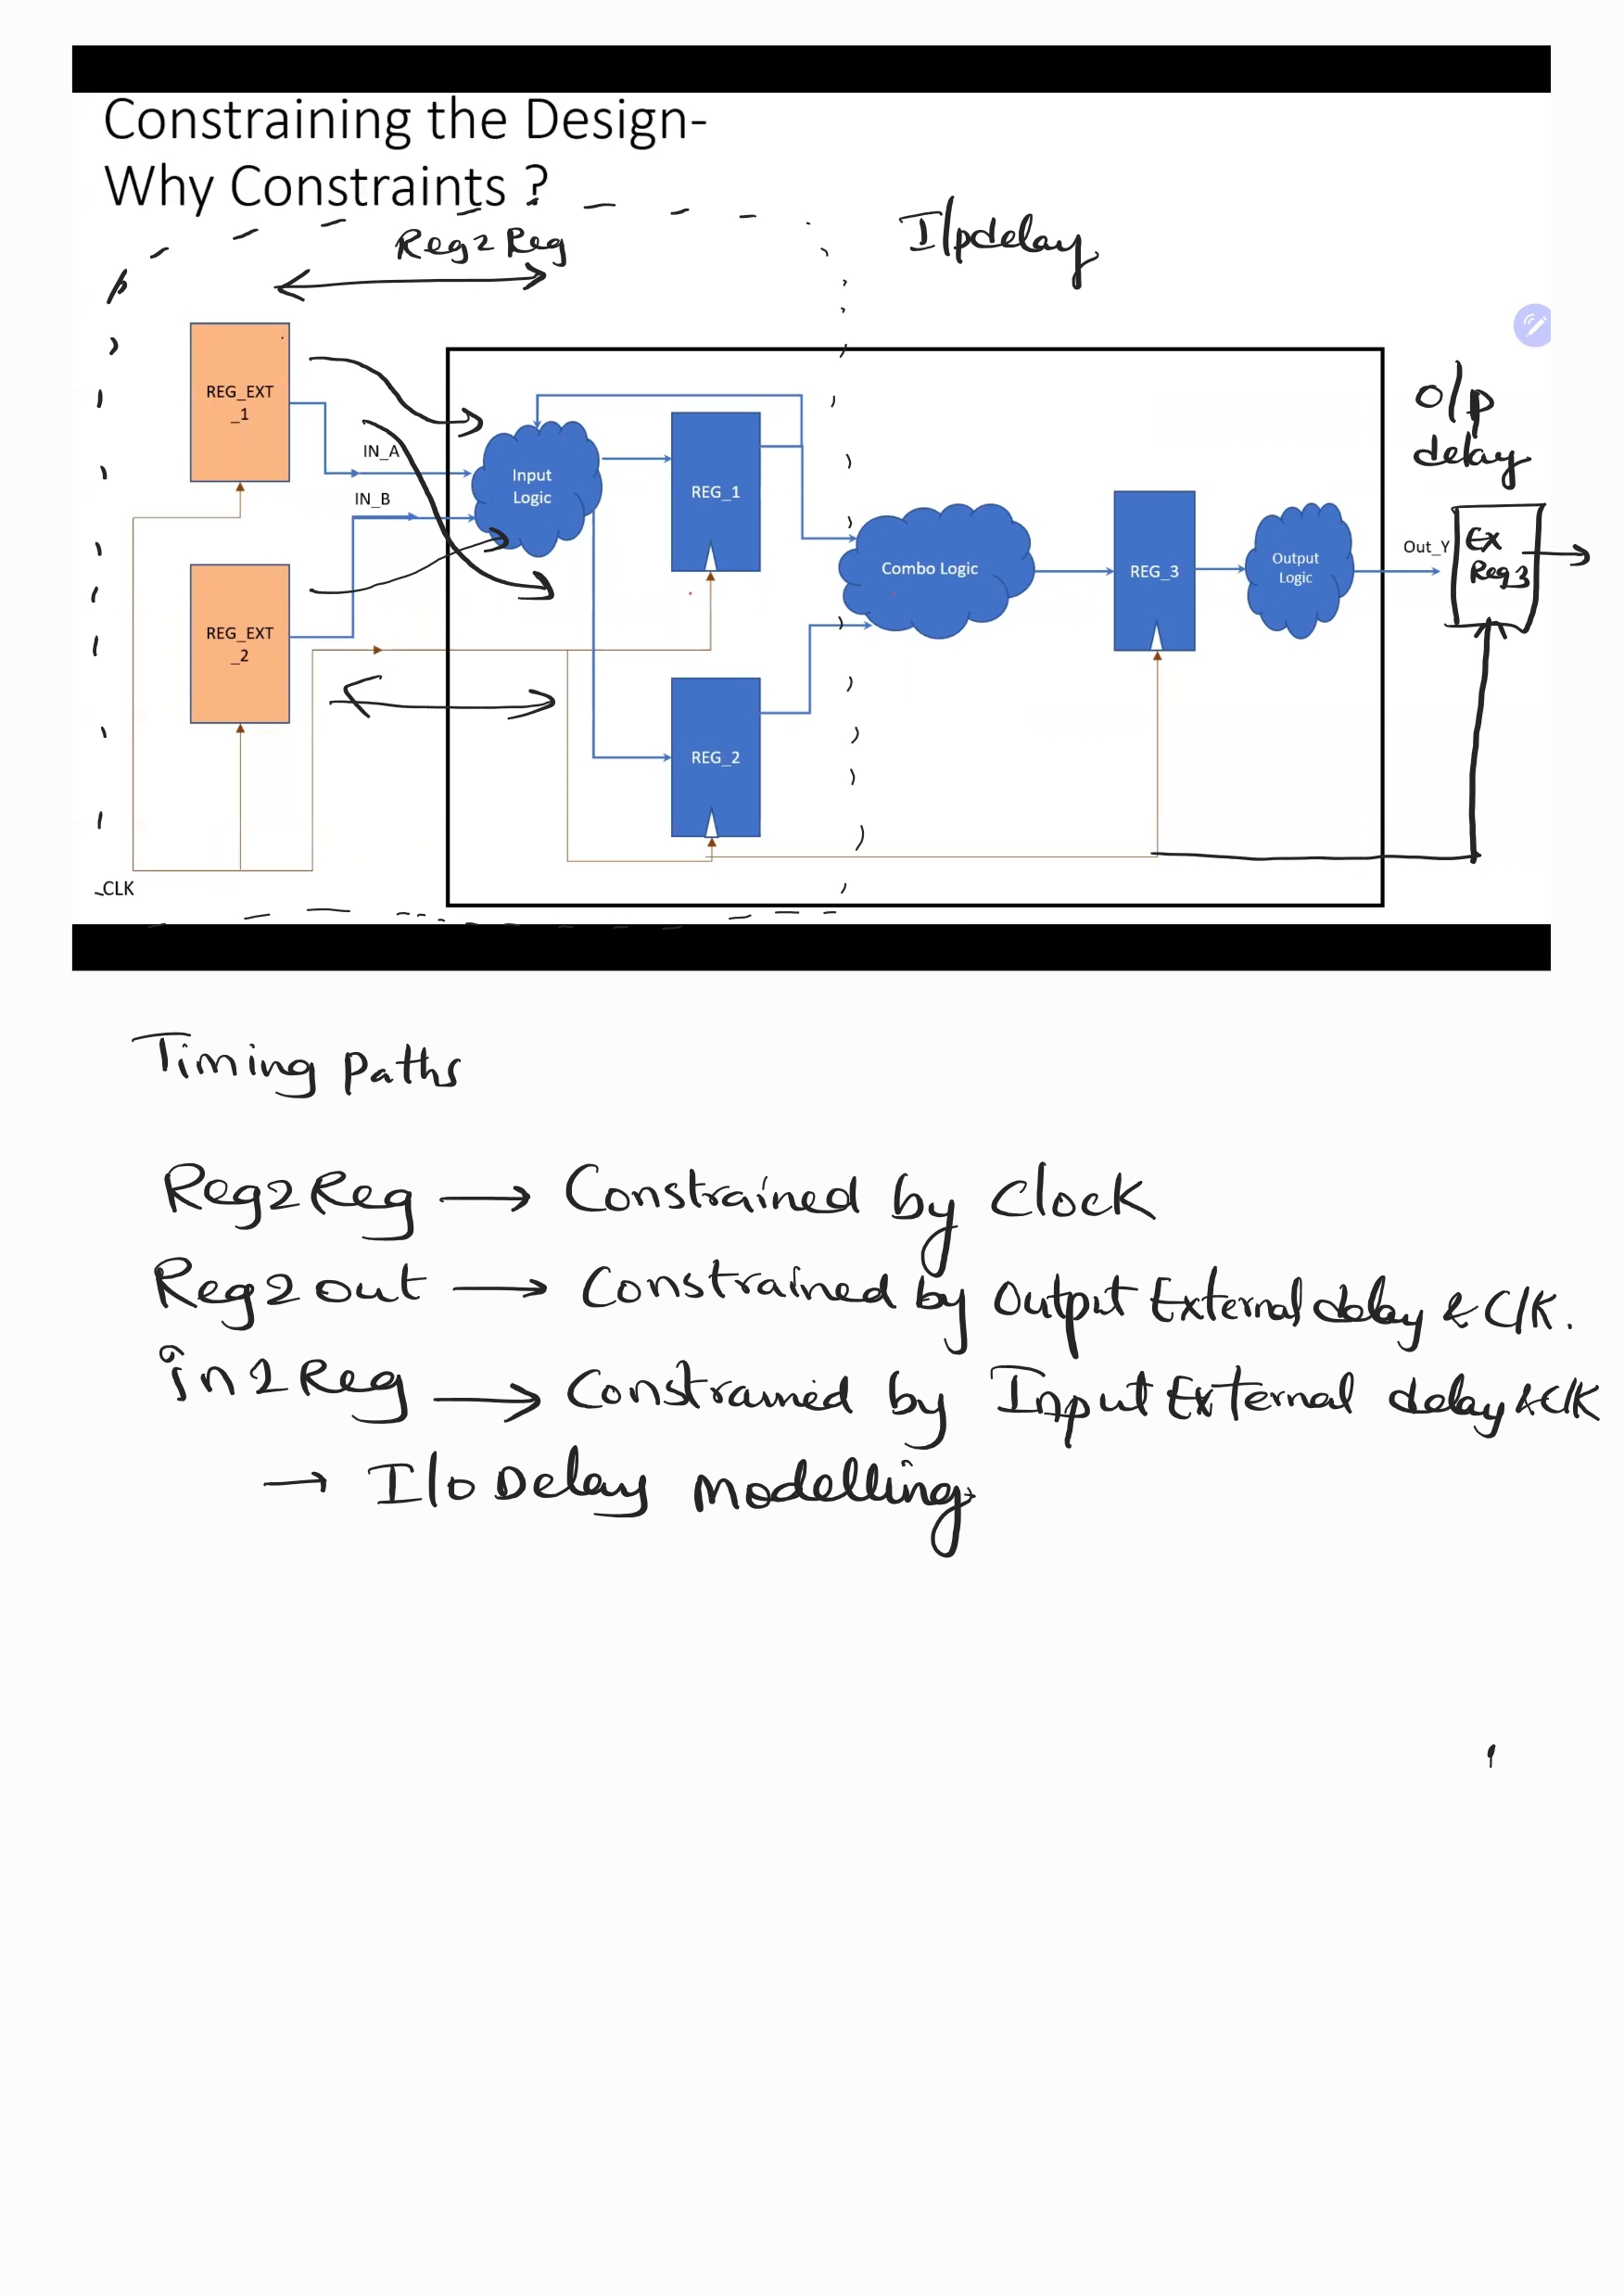 Constraining the Design-
Why Constraints ?
Reg2Reg
I/p delay
REG_EXT
_1
IN_A
IN_B
Input
Logic
REG_1
REG_EXT
_2
REG_2
Combo Logic
REG_3
Output
Logic
o/p
delay
Out_Y
Ex
Reg3
CLK
Timing Paths
Reg2Reg → Constrained by Clock
Reg2out → Constrained by Output External delay & Clk.
in2Reg → Constrained by Input External delay & Clk
→ I/O Delay Modelling.